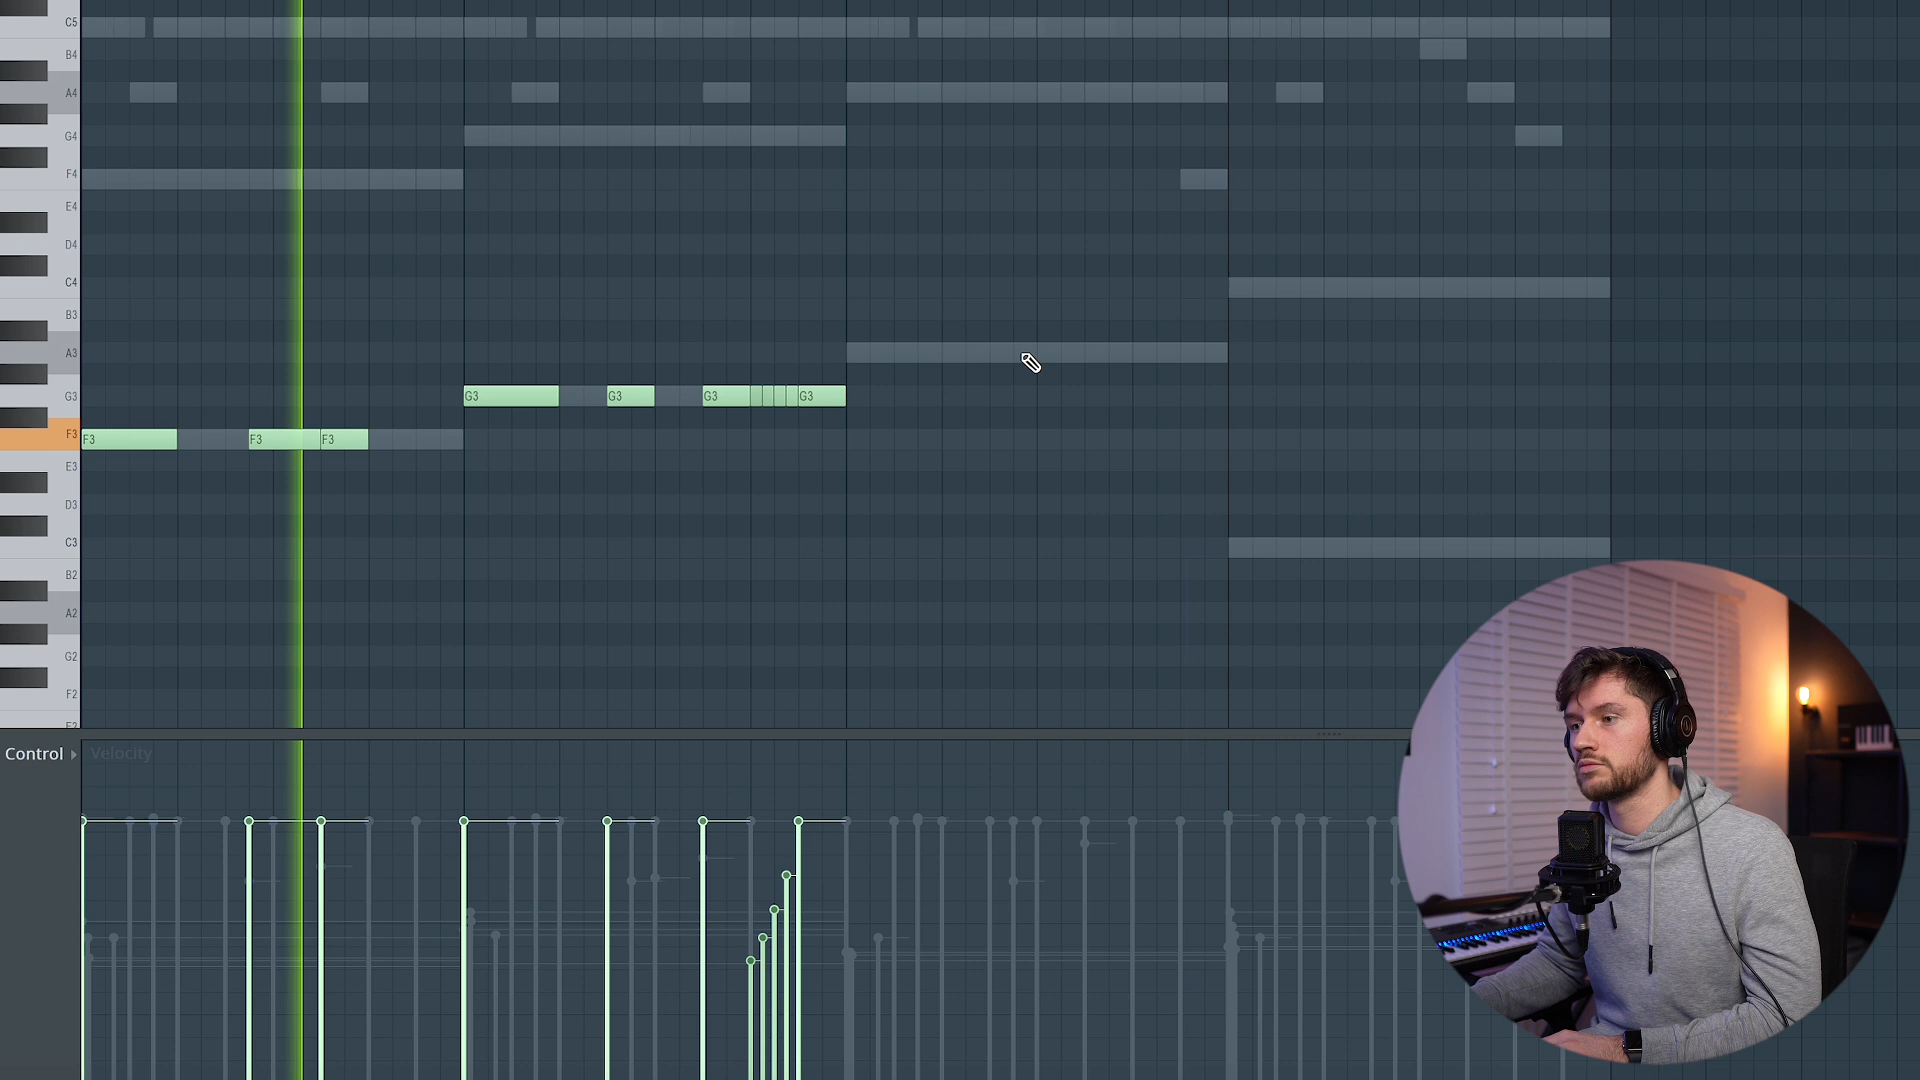 C5
B4
A4
G4
F4
E4
D4
C4
B3
A3
G3
G3 G3 G3 G3
F3
F3 F3 F3
E3
D3
C3
B2
A2
G2
F2
Control Velocity